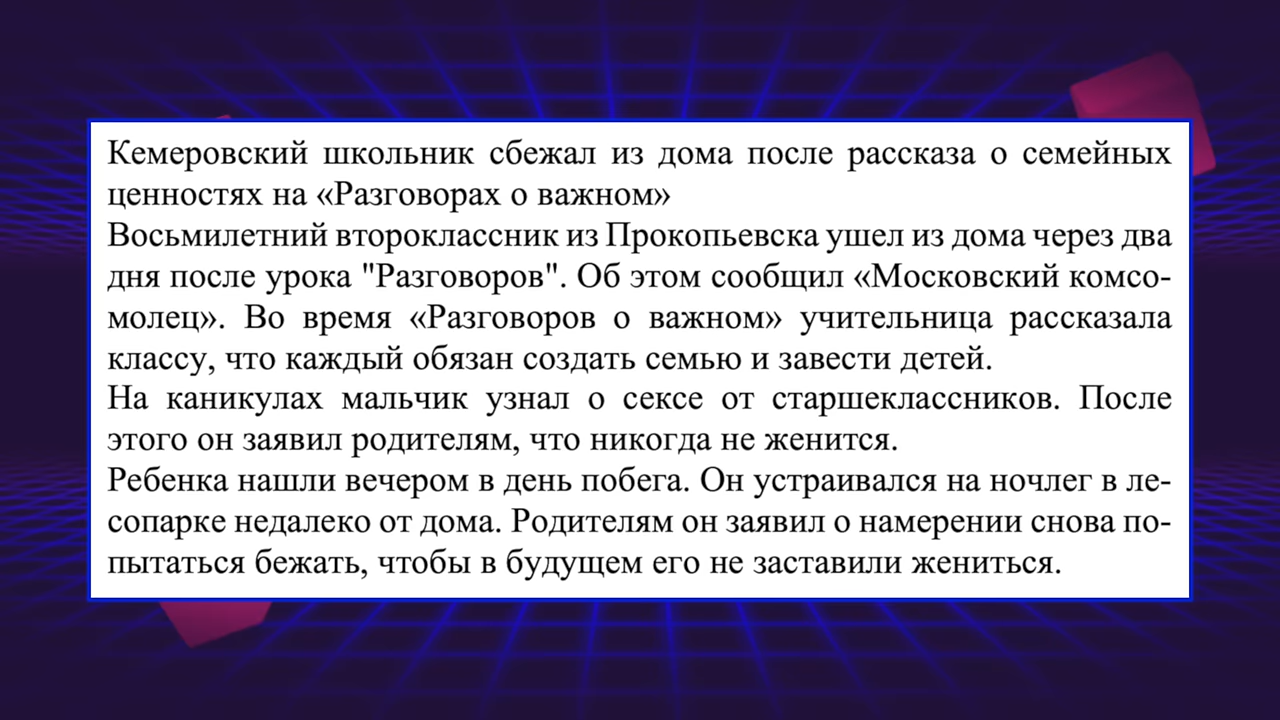 Кемеровский школьник сбежал из дома после рассказа о семейных
ценностях на «Разговорах о важном»
Восьмилетний второклассник из Прокопьевска ушел из дома через два
дня после урока "Разговоров". Об этом сообщил «Московский комсо-
молец». Во время «Разговоров о важном» учительница рассказала
классу, что каждый обязан создать семью и завести детей.
На каникулах мальчик узнал о сексе от старшеклассников. После
этого он заявил родителям, что никогда не женится.
Ребенка нашли вечером в день побега. Он устраивался на ночлег в ле-
сопарке недалеко от дома. Родителям он заявил о намерении снова по-
пытаться бежать, чтобы в будущем его не заставили жениться.